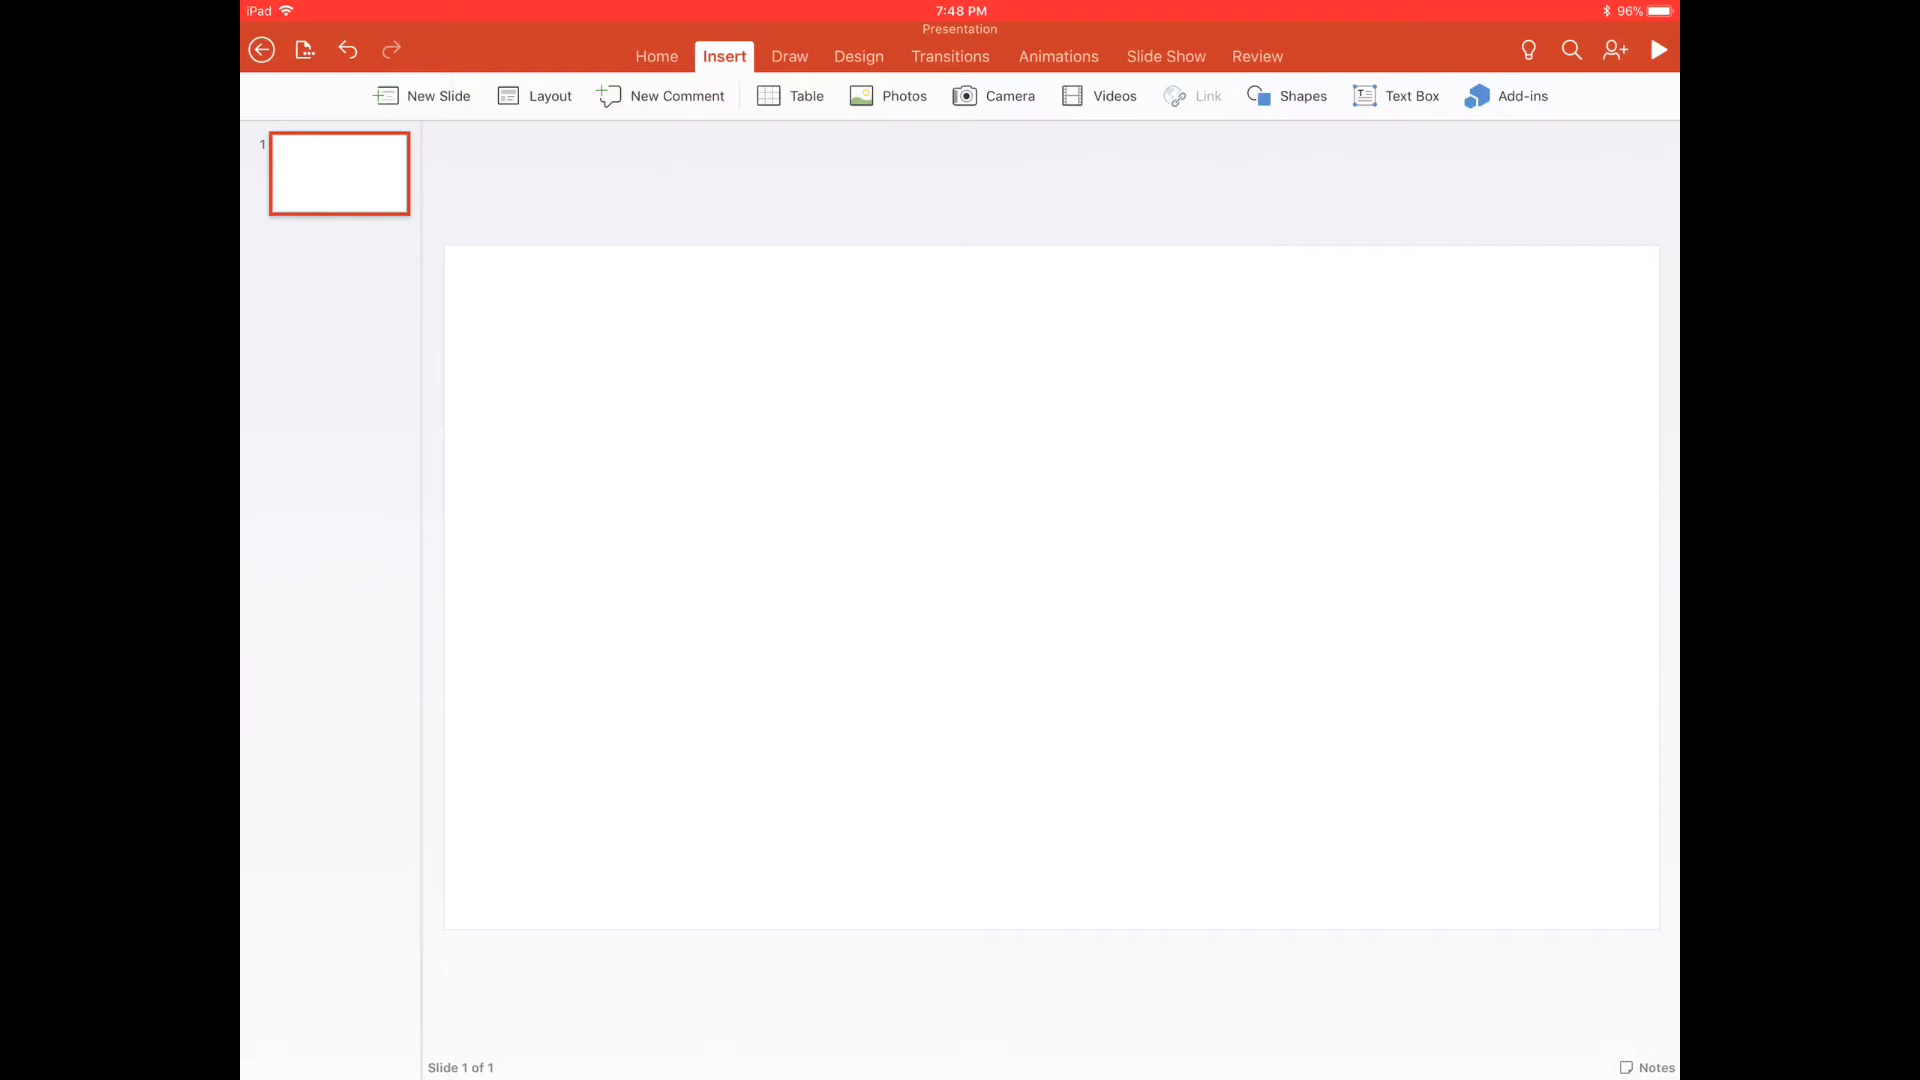 iPad 7:48 PM 96%
Presentation
Home Insert Draw Design Transitions Animations Slide Show Review
New Slide Layout New Comment Table Photos Camera Videos Link Shapes Text Box Add-ins
1
Slide 1 of 1 Notes